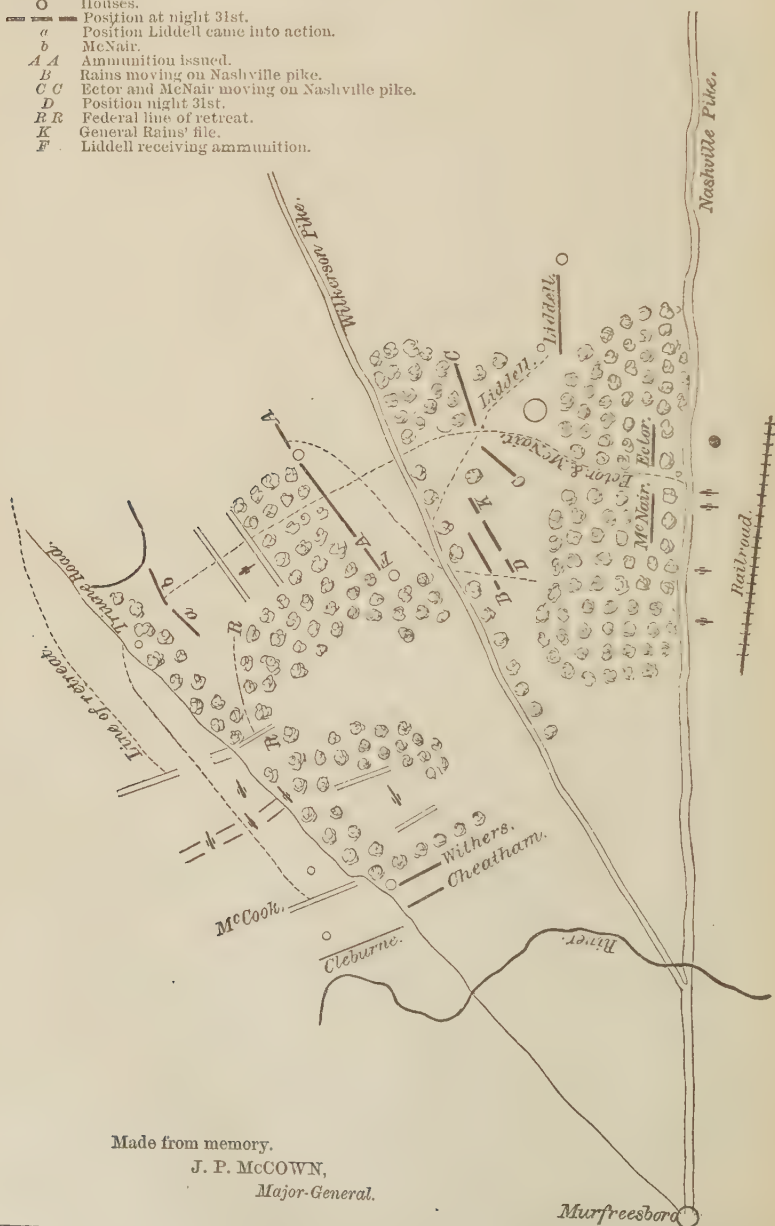 O Houses.
Position at night 31st.
a Position Liddell came into action.
b McNair.
A A Ammunition issued.
B Rains moving on Nashville pike.
C C Ector and McNair moving on Nashville pike.
D Position night 31st.
R R Federal line of retreat.
K General Rains' file.
F Liddell receiving ammunition.
Nashville Pike.
Wilkerson Pike.
Liddell.
Liddell.
C
A
Ector & McNair.
Ector.
C
K
McNair.
Railroad.
A
F
D
B
Triune Road.
b
a
R
Line of retreat.
R
Withers.
Cheatham.
McCook.
Cleburne.
River.
Made from memory.
J. P. McCOWN,
Major-General.
Murfreesboro